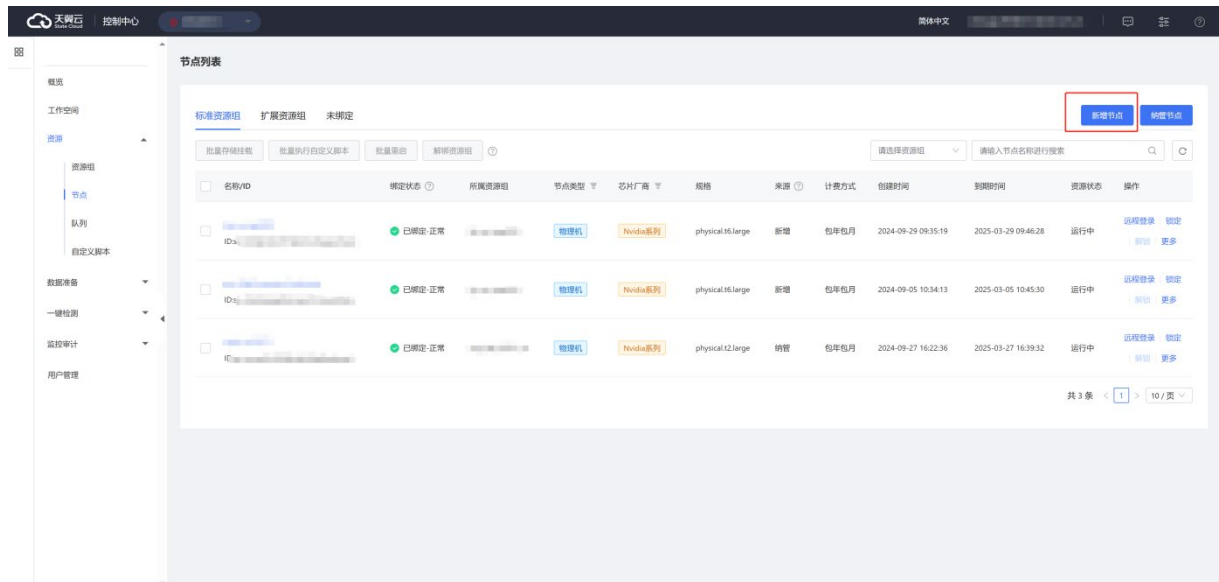 天翼云 State Cloud 控制中心 简体中文
节点列表
概览
工作空间
资源
资源组
节点
队列
自定义脚本
数据准备
一键检测
监控审计
用户管理
标准资源组 扩展资源组 未绑定 新增节点 纳管节点
批量存储挂载 批量执行自定义脚本 批量重启 解绑资源组 请选择资源组 请输入节点名称进行搜索
名称/ID 绑定状态 所属资源组 节点类型 芯片厂商 规格 来源 计费方式 创建时间 到期时间 资源状态 操作
ID: 已绑定-正常 物理机 Nvidia系列 physical.t6.large 新增 包年包月 2024-09-29 09:35:19 2025-03-29 09:46:28 运行中 远程登录 锁定
解锁 更多
ID: 已绑定-正常 物理机 Nvidia系列 physical.t6.large 新增 包年包月 2024-09-05 10:34:13 2025-03-05 10:45:30 运行中 远程登录 锁定
解锁 更多
ID: 已绑定-正常 物理机 Nvidia系列 physical.t2.large 纳管 包年包月 2024-09-27 16:22:36 2025-03-27 16:39:32 运行中 远程登录 锁定
解锁 更多
共 3 条 < 1 > 10 / 页